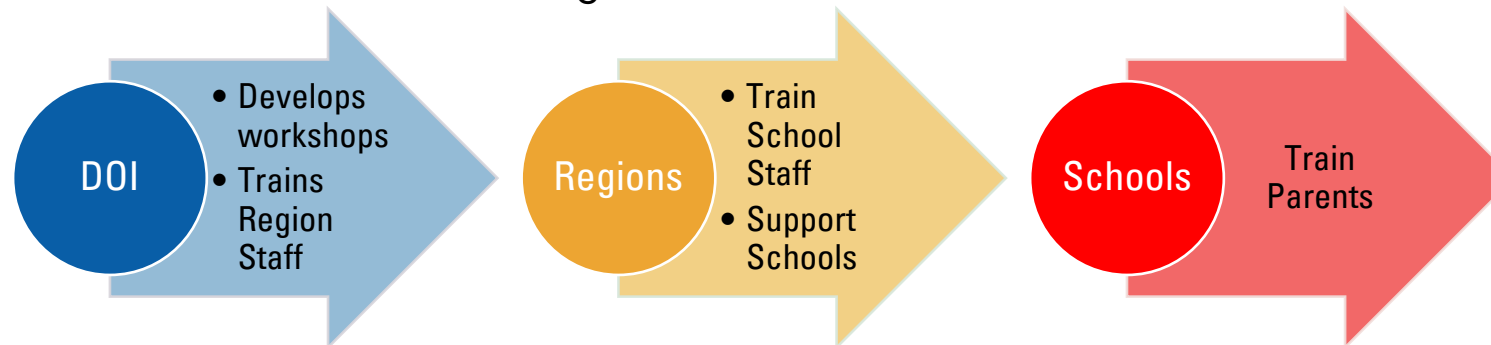 DOI
• Develops
workshops
• Trains
Region
Staff
Regions
• Train
School
Staff
• Support
Schools
Schools
Train
Parents